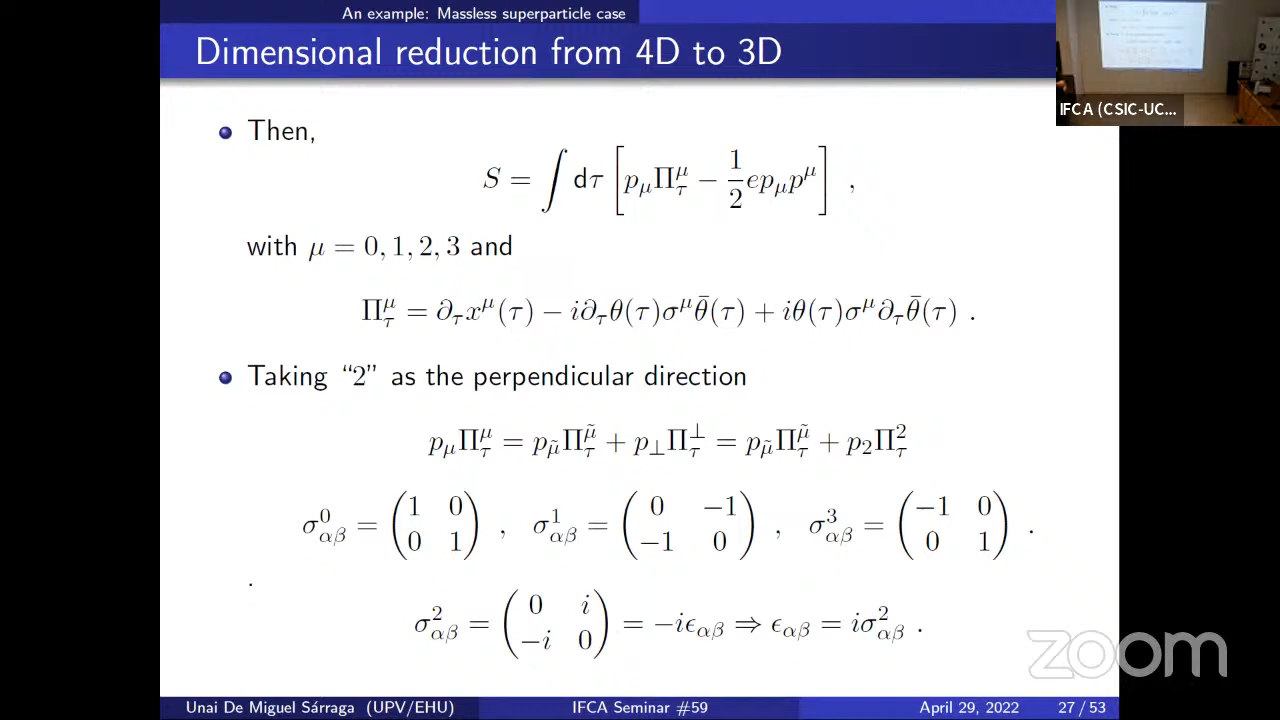 An example: Massless superparticle case
Dimensional reduction from 4D to 3D
IFCA (CSIC-UC...
Then,
S = ∫ dτ [ p_μ Π^μ_τ − 1/2 e p_μ p^μ ] ,
with μ = 0, 1, 2, 3 and
Π^μ_τ = ∂_τ x^μ(τ) − i∂_τ θ(τ)σ^μ θ̄(τ) + iθ(τ)σ^μ ∂_τ θ̄(τ) .
Taking “2” as the perpendicular direction
p_μ Π^μ_τ = p_μ̃ Π^μ̃_τ + p_⊥ Π^⊥_τ = p_μ̃ Π^μ̃_τ + p_2 Π^2_τ
σ^0_αβ = (1 0; 0 1) , σ^1_αβ = (0 −1; −1 0) , σ^3_αβ = (−1 0; 0 1) .
.
σ^2_αβ = (0 i; −i 0) = −iϵ_αβ ⇒ ϵ_αβ = iσ^2_αβ .
zoom
Unai De Miguel Sárraga (UPV/EHU) IFCA Seminar #59 April 29, 2022 27 / 53